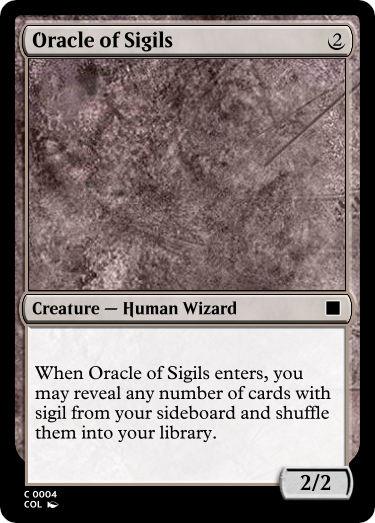 Oracle of Sigils 2
Creature — Human Wizard
When Oracle of Sigils enters, you
may reveal any number of cards with
sigil from your sideboard and shuffle
them into your library.
2/2
C 0004
COL